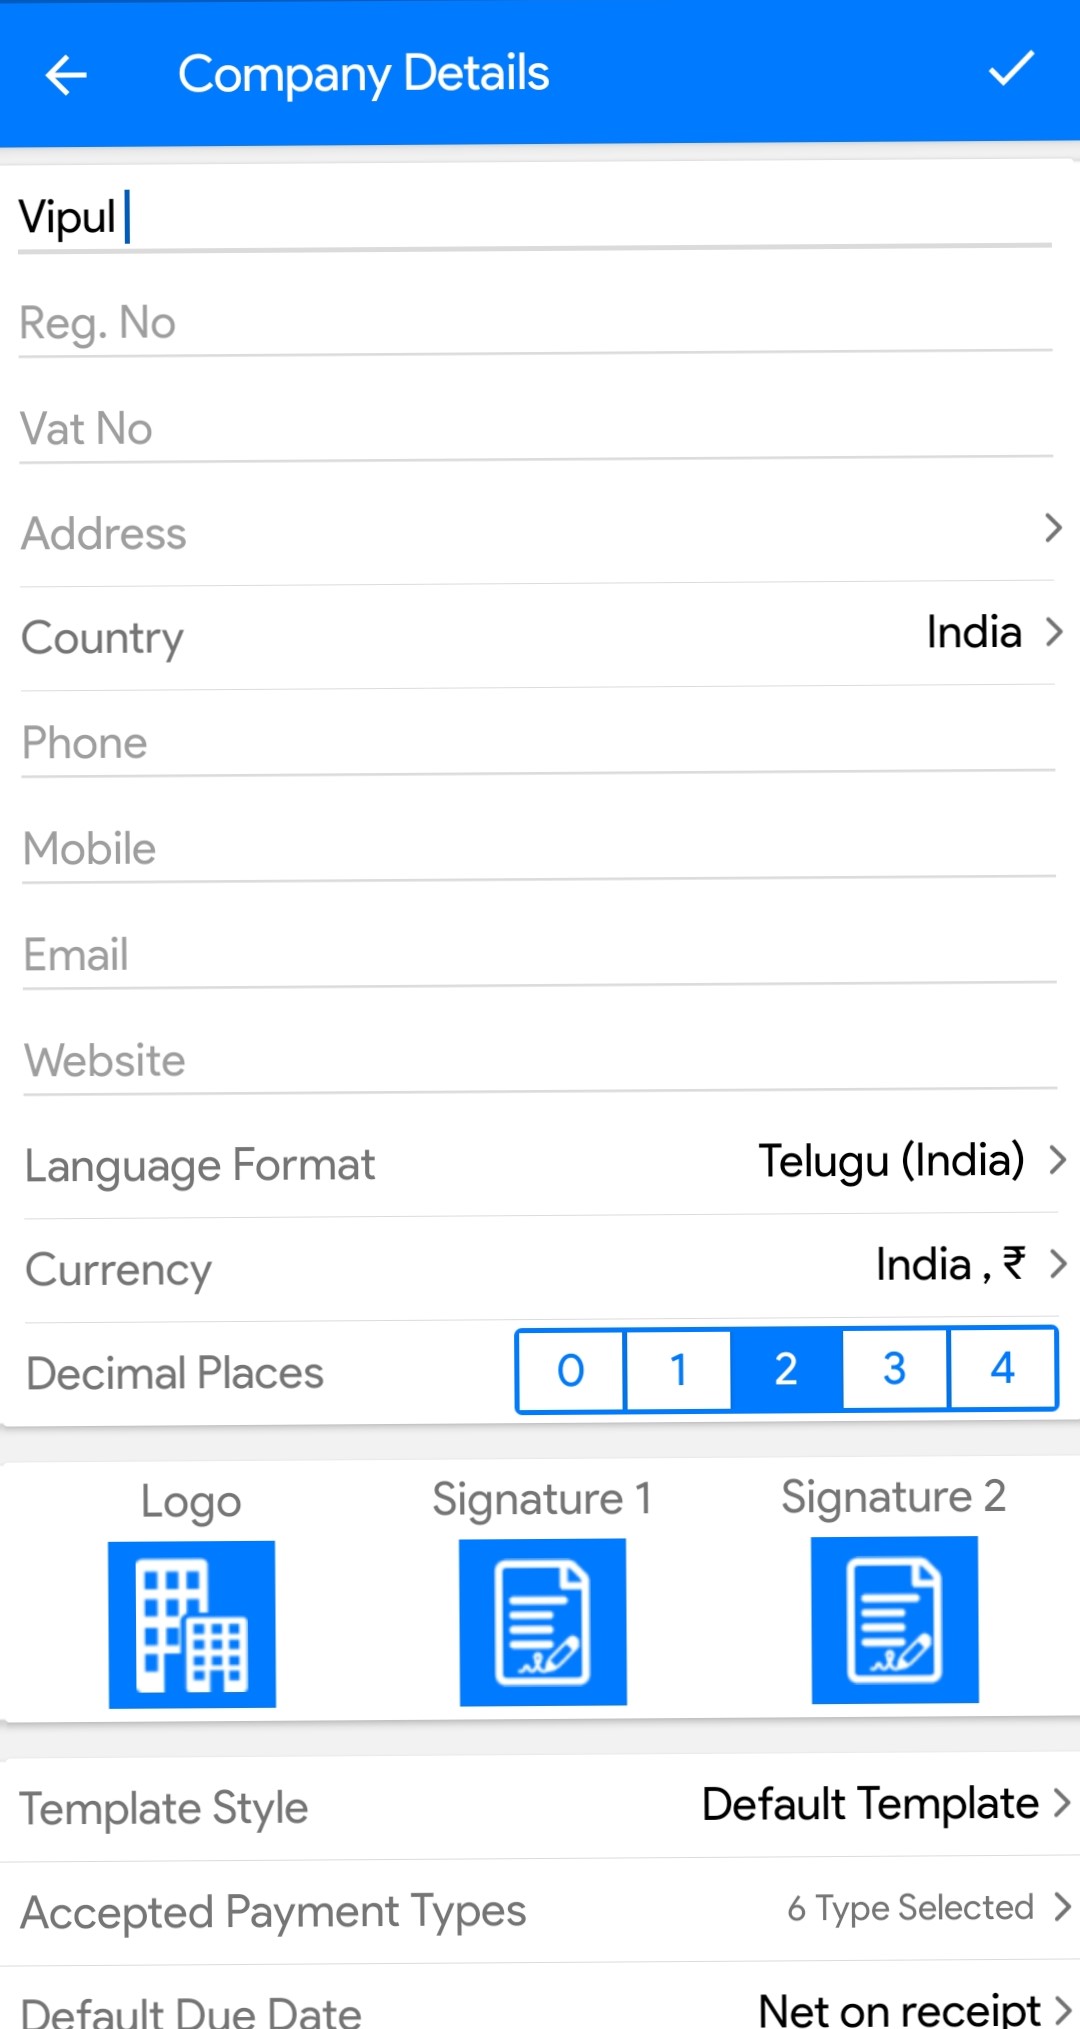 Company Details
Vipul
Reg. No
Vat No
Address
Country India
Phone
Mobile
Email
Website
Language Format Telugu (India)
Currency India , ₹
Decimal Places 0 1 2 3 4
Logo Signature 1 Signature 2
Template Style Default Template
Accepted Payment Types 6 Type Selected
Default Due Date Net on receipt